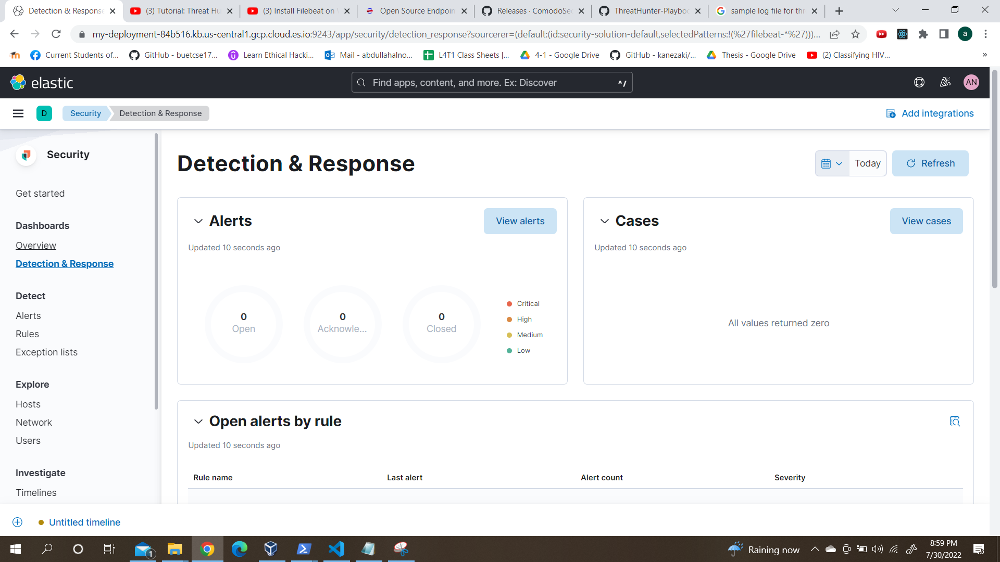 Detection & Response
(3) Tutorial: Threat Hu
(3) Install Filebeat on
Open Source Endpoin
Releases · ComodoSec
ThreatHunter-Playboo
sample log file for thr
my-deployment-84b516.kb.us-central1.gcp.cloud.es.io:9243/app/security/detection_response?sourcerer=(default:(id:security-solution-default,selectedPatterns:!(%27filebeat-*%27)))...
a
Current Students of...
GitHub - buetcse17...
Learn Ethical Hacki...
Mail - abdullahalno...
L4T1 Class Sheets |...
4-1 - Google Drive
GitHub - kanezaki/...
Thesis - Google Drive
(2) Classifying HIV...
»
elastic
Find apps, content, and more. Ex: Discover
^/
AN
D
Security
Detection & Response
Add integrations
Security
Get started
Dashboards
Overview
Detection & Response
Detect
Alerts
Rules
Exception lists
Explore
Hosts
Network
Users
Investigate
Timelines
Detection & Response
Today
Refresh
Alerts
View alerts
Updated 10 seconds ago
0
Open
0
Acknowle...
0
Closed
Critical
High
Medium
Low
Cases
View cases
Updated 10 seconds ago
All values returned zero
Open alerts by rule
Updated 10 seconds ago
Rule name
Last alert
Alert count
Severity
Untitled timeline
1
Raining now
8:59 PM
7/30/2022